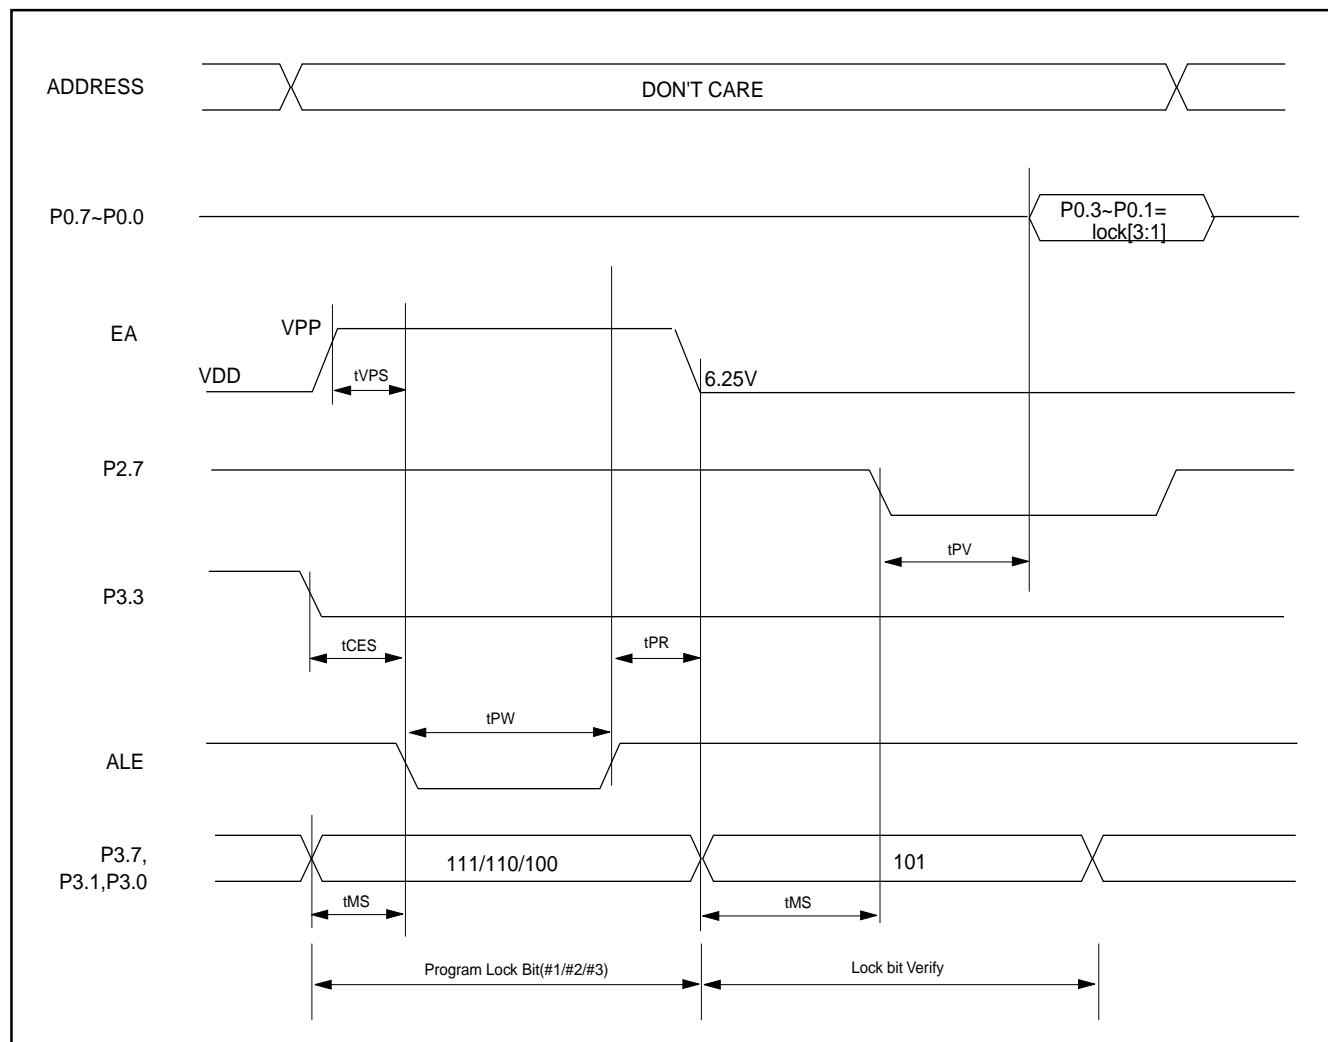 ADDRESS
DON'T CARE
P0.7~P0.0
P0.3~P0.1=
lock[3:1]
EA
VPP
VDD
tVPS
6.25V
P2.7
tPV
P3.3
tCES
tPR
tPW
ALE
P3.7,
P3.1,P3.0
111/110/100
101
tMS
tMS
Program Lock Bit(#1/#2/#3)
Lock bit Verify